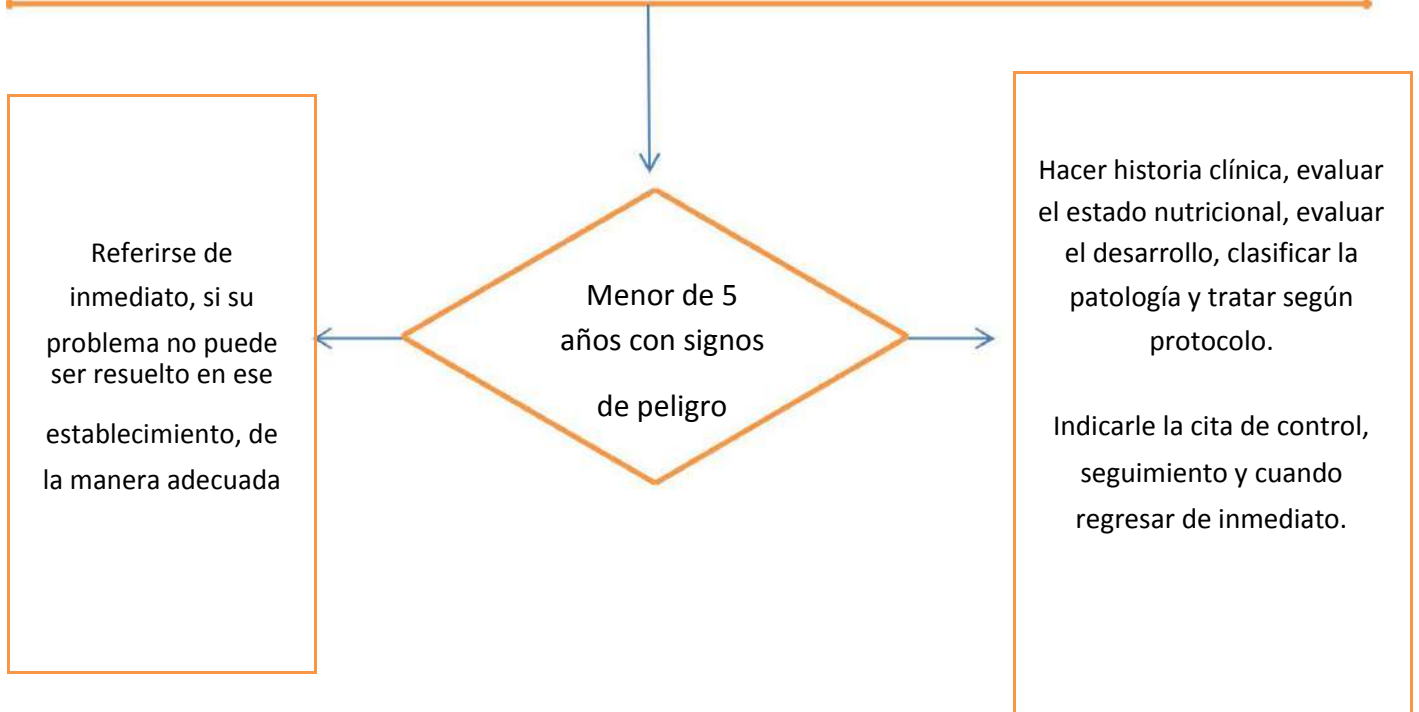 Referirse de
inmediato, si su
problema no puede
ser resuelto en ese
establecimiento, de
la manera adecuada
Menor de 5
años con signos
de peligro
Hacer historia clínica, evaluar
el estado nutricional, evaluar
el desarrollo, clasificar la
patología y tratar según
protocolo.
Indicarle la cita de control,
seguimiento y cuando
regresar de inmediato.